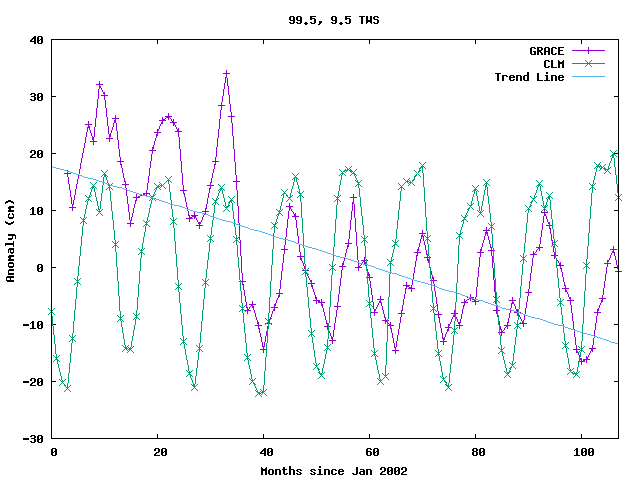 99.5, 9.5 TWS
GRACE
CLM
Trend Line
40
30
20
10
0
-10
-20
-30
Anomaly (cm)
0 20 40 60 80 100
Months since Jan 2002